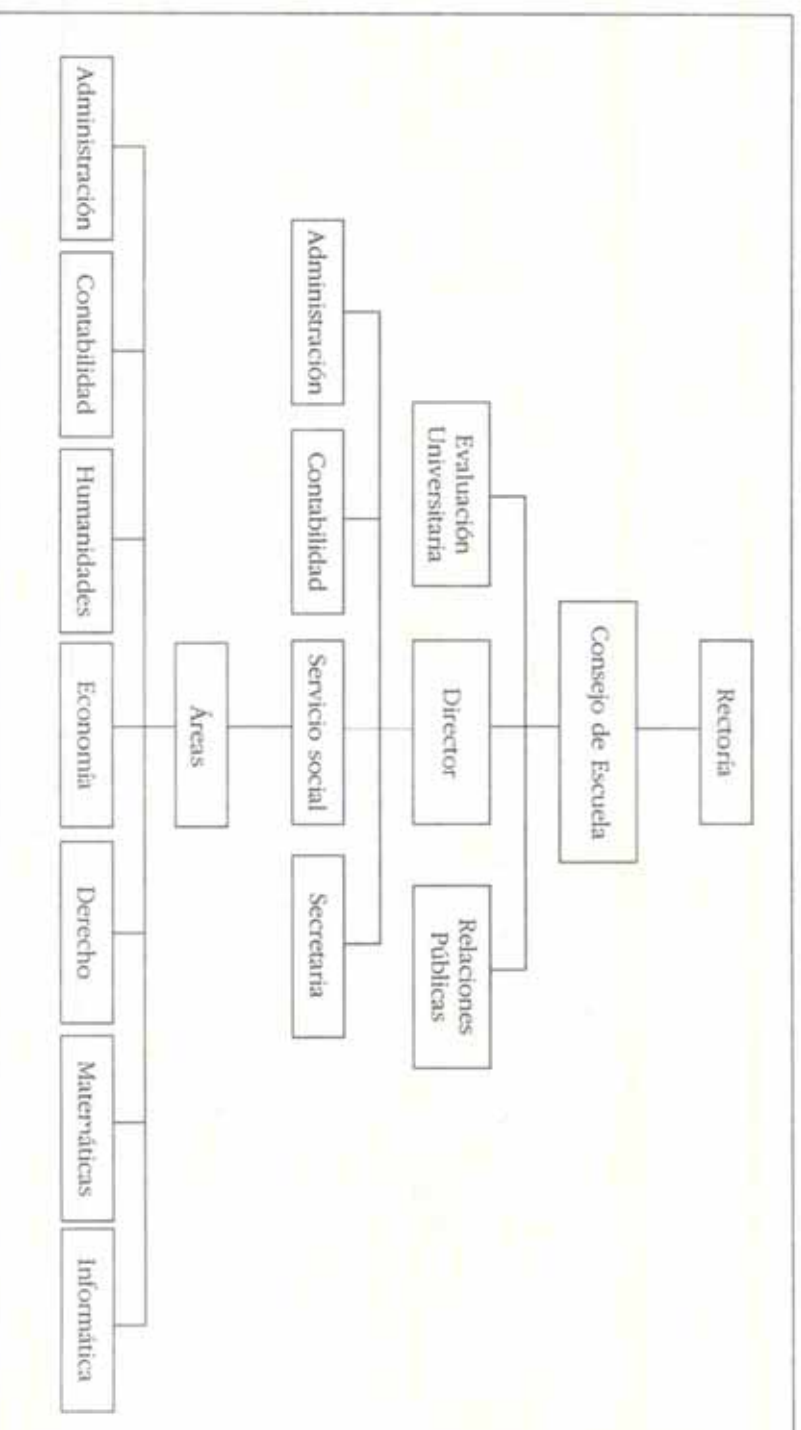 Rectoría
Consejo de Escuela
Evaluación
Universitaria
Director
Relaciones
Públicas
Administración
Contabilidad
Servicio social
Secretaria
Áreas
Administración
Contabilidad
Humanidades
Economía
Derecho
Matemáticas
Informática